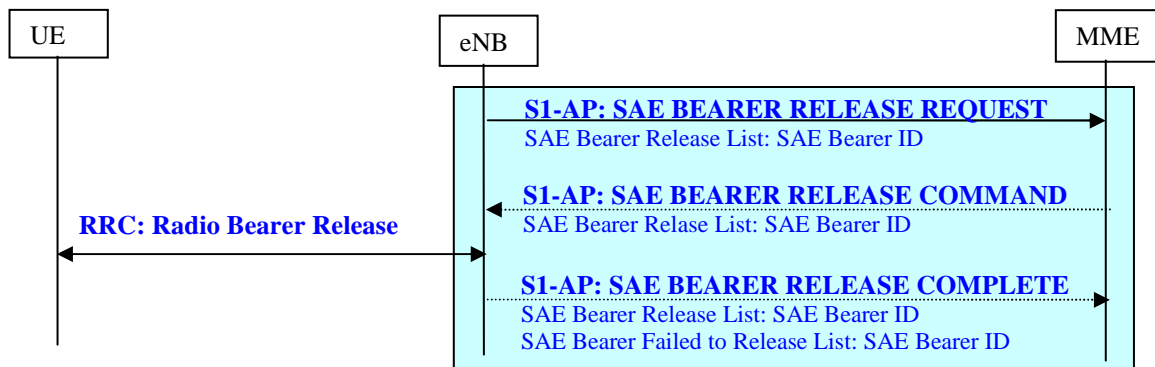 UE
eNB
MME
S1-AP: SAE BEARER RELEASE REQUEST
SAE Bearer Release List: SAE Bearer ID
S1-AP: SAE BEARER RELEASE COMMAND
SAE Bearer Relase List: SAE Bearer ID
RRC: Radio Bearer Release
S1-AP: SAE BEARER RELEASE COMPLETE
SAE Bearer Release List: SAE Bearer ID
SAE Bearer Failed to Release List: SAE Bearer ID